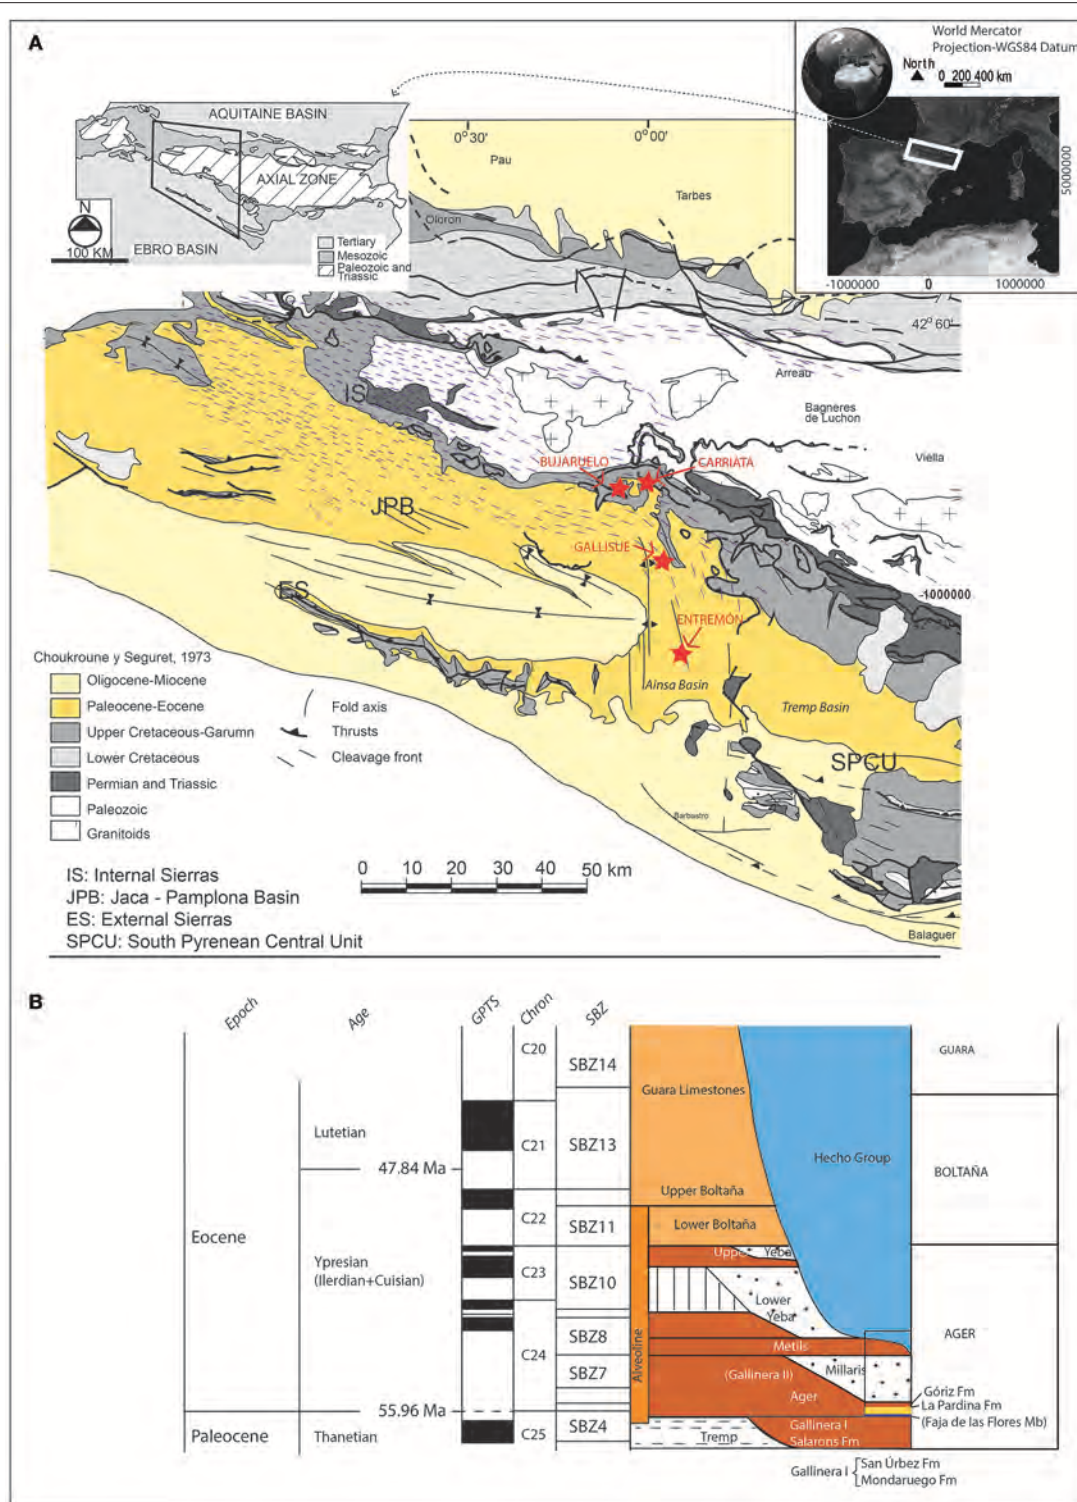 A
World Mercator
Projection-WGS84 Datum
North
0 200 400 km
5000000
-1000000 0 1000000
AQUITAINE BASIN
AXIAL ZONE
N
100 KM
EBRO BASIN
Tertiary
Mesozoic
Paleozoic and
Triassic
0° 30'
0° 00'
Pau
Tarbes
Oloron
42° 60'
Arreau
Bagneres
de Luchon
Viella
IS
BUJARUELO
CARRIATA
JPB
GALLISUÉ
-1000000
ES
ENTREMÓN
Ainsa Basin
Tremp Basin
SPCU
Barbastro
Balaguer
Choukroune y Seguret, 1973
Oligocene-Miocene
Paleocene-Eocene
Upper Cretaceous-Garumn
Lower Cretaceous
Permian and Triassic
Paleozoic
Granitoids
Fold axis
Thrusts
Cleavage front
0 10 20 30 40 50 km
IS: Internal Sierras
JPB: Jaca - Pamplona Basin
ES: External Sierras
SPCU: South Pyrenean Central Unit
B
Epoch
Age
GPTS
Chron
SBZ
C20
SBZ14
GUARA
Guara Limestones
Lutetian
C21
SBZ13
Hecho Group
47.84 Ma
BOLTAÑA
Upper Boltaña
C22
SBZ11
Lower Boltaña
Eocene
Ypresian
(Ilerdian+Cuisian)
Upper
Yeba
C23
SBZ10
Lower
Yeba
AGER
SBZ8
Metils
C24
Alveoline
SBZ7
(Gallinera II)
Millaris
Ager
Góriz Fm
La Pardina Fm
(Faja de las Flores Mb)
55.96 Ma
Paleocene
Thanetian
C25
SBZ4
Tremp
Gallinera I
Salarons Fm
Gallinera I
San Úrbez Fm
Mondaruego Fm